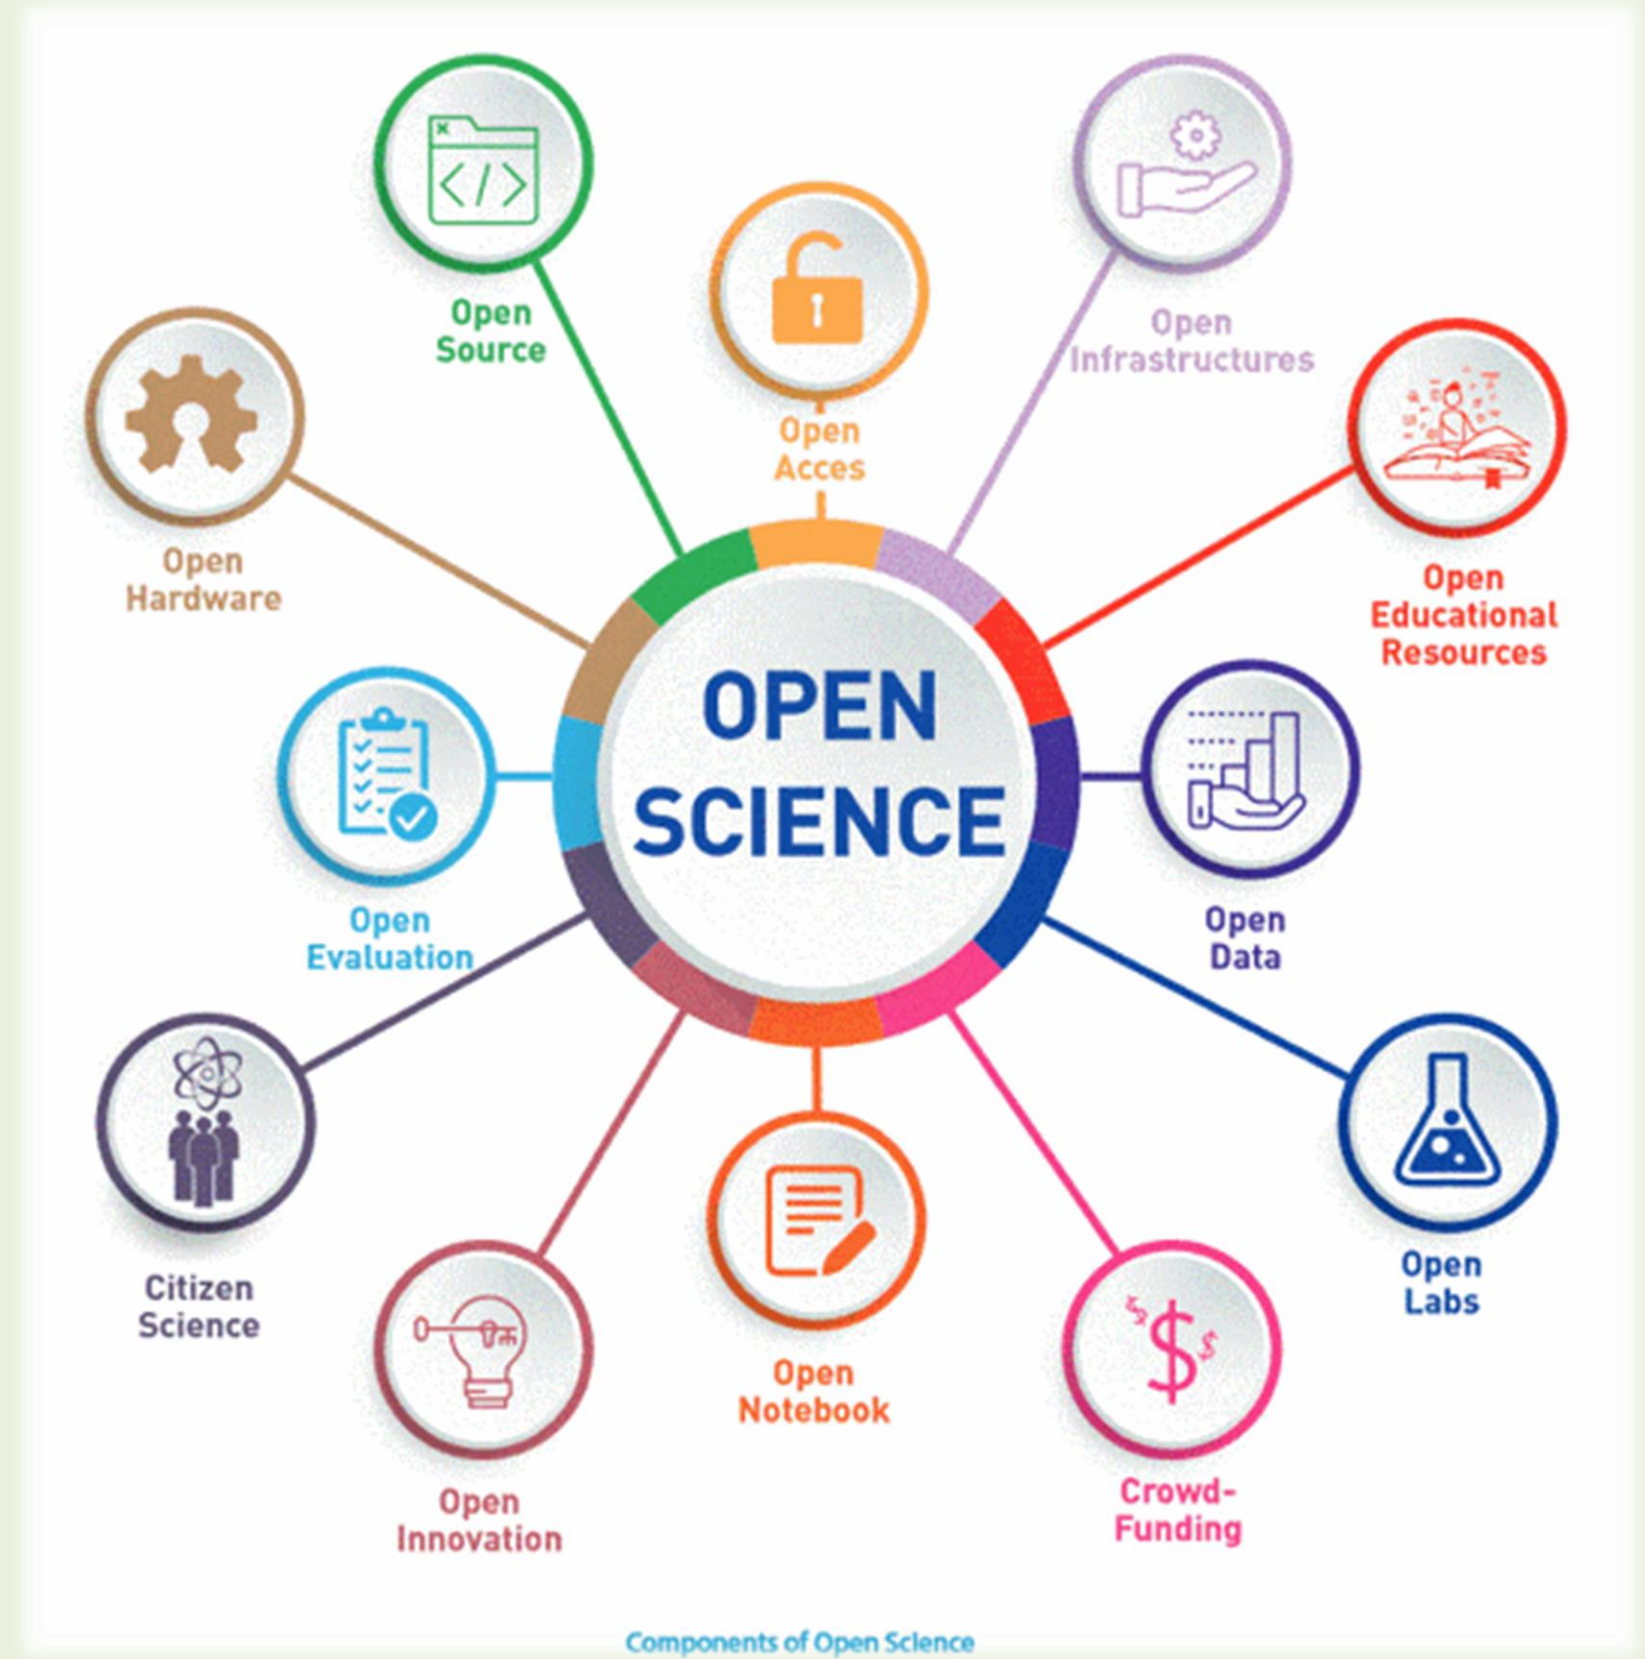 Open
Source
Open
Infrastructures
Open
Acces
Open
Hardware
Open
Educational
Resources
OPEN
SCIENCE
Open
Evaluation
Open
Data
Citizen
Science
Open
Labs
Open
Notebook
Open
Innovation
Crowd-
Funding
Components of Open Science